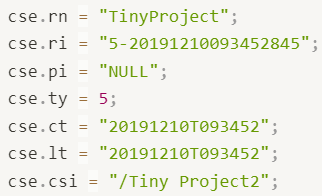 cse.rn = "TinyProject";
cse.ri = "5-20191210093452845";
cse.pi = "NULL";
cse.ty = 5;
cse.ct = "20191210T093452";
cse.lt = "20191210T093452";
cse.csi = "/Tiny Project2";